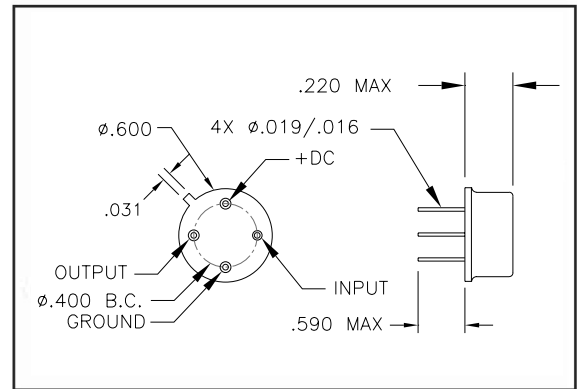 .220 MAX
ø.600
4X ø.019/.016
+DC
.031
OUTPUT
INPUT
ø.400 B.C.
GROUND
.590 MAX